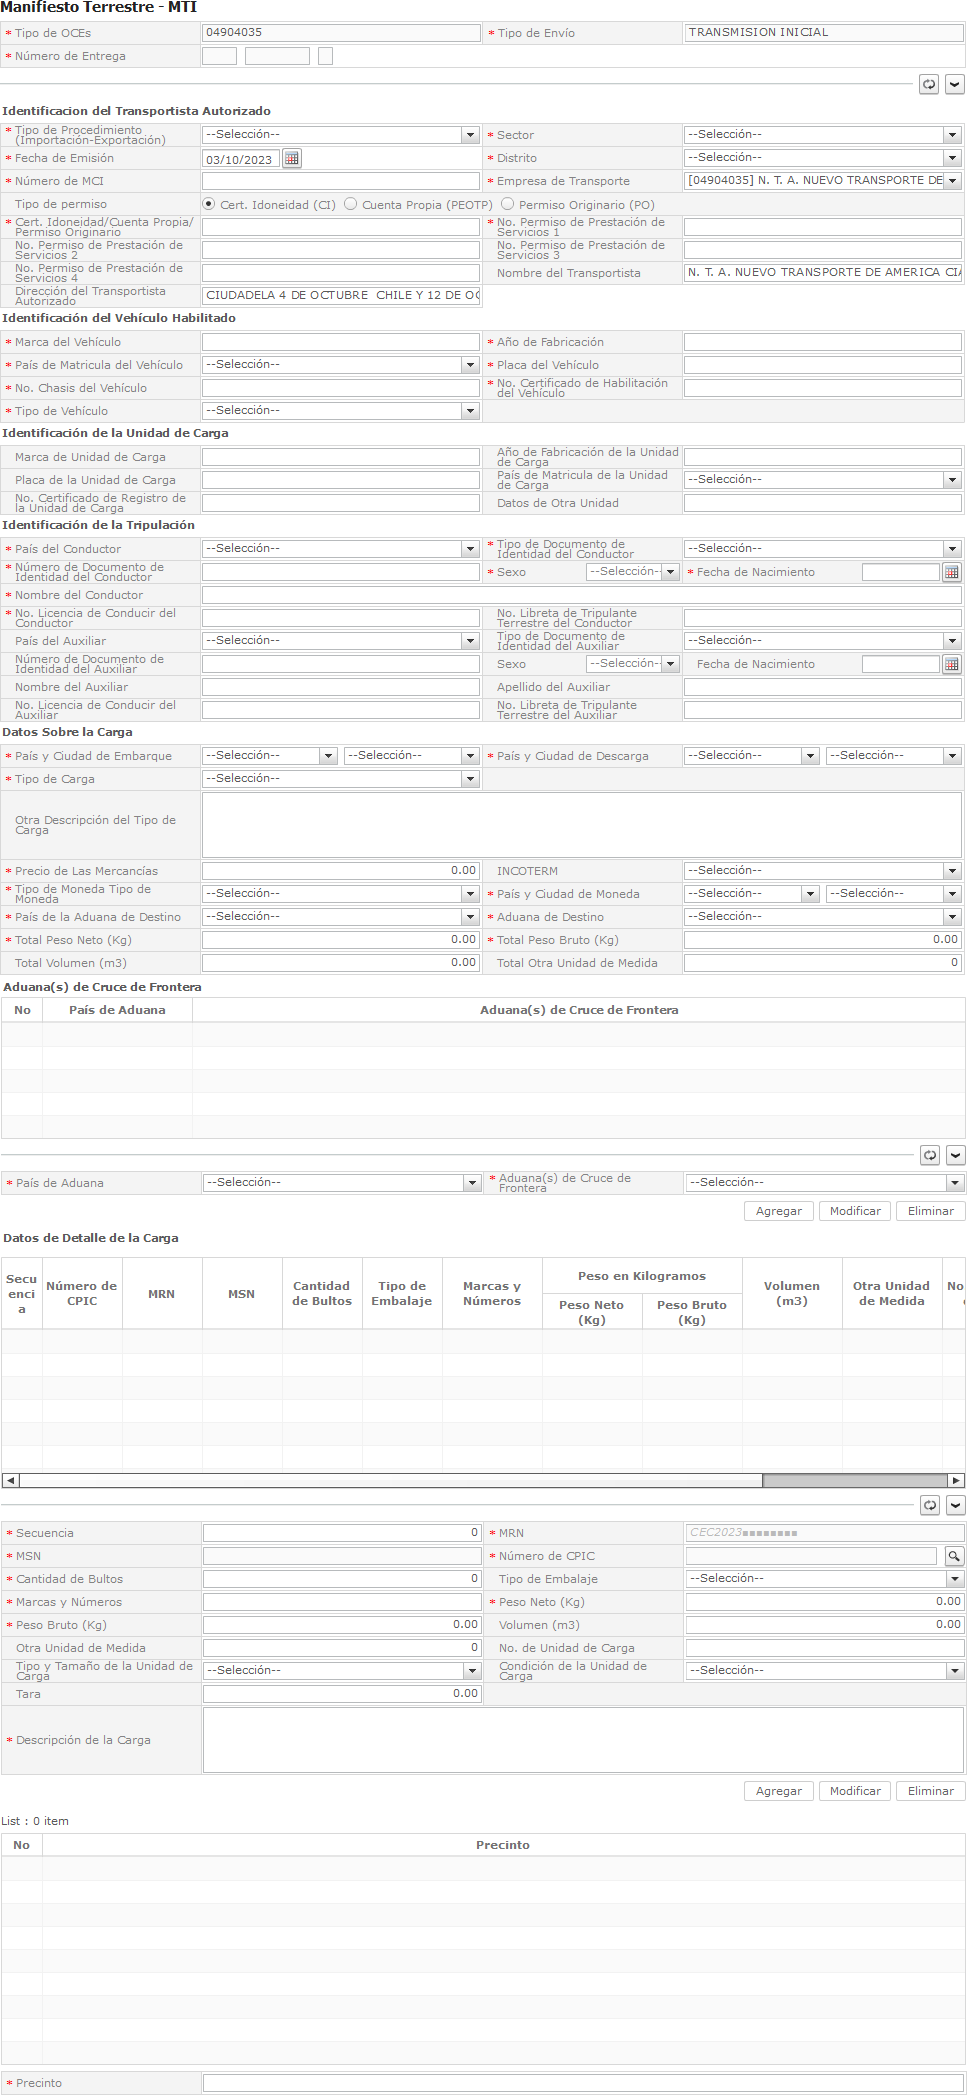 Manifiesto Terrestre - MTI
* Tipo de OCEs 04904035 * Tipo de Envío TRANSMISION INICIAL
* Número de Entrega
Identificacion del Transportista Autorizado
* Tipo de Procedimiento (Importación-Exportación) --Selección-- * Sector --Selección--
* Fecha de Emisión 03/10/2023 * Distrito --Selección--
* Número de MCI * Empresa de Transporte [04904035] N. T. A. NUEVO TRANSPORTE DE
Tipo de permiso Cert. Idoneidad (CI) Cuenta Propia (PEOTP) Permiso Originario (PO)
* Cert. Idoneidad/Cuenta Propia/ Permiso Originario * No. Permiso de Prestación de Servicios 1
No. Permiso de Prestación de Servicios 2 No. Permiso de Prestación de Servicios 3
No. Permiso de Prestación de Servicios 4 Nombre del Transportista N. T. A. NUEVO TRANSPORTE DE AMERICA CIA
Dirección del Transportista Autorizado CIUDADELA 4 DE OCTUBRE CHILE Y 12 DE OC
Identificación del Vehículo Habilitado
* Marca del Vehículo * Año de Fabricación
* País de Matricula del Vehículo --Selección-- * Placa del Vehículo
* No. Chasis del Vehículo * No. Certificado de Habilitación del Vehículo
* Tipo de Vehículo --Selección--
Identificación de la Unidad de Carga
Marca de Unidad de Carga Año de Fabricación de la Unidad de Carga
Placa de la Unidad de Carga País de Matricula de la Unidad de Carga --Selección--
No. Certificado de Registro de la Unidad de Carga Datos de Otra Unidad
Identificación de la Tripulación
* País del Conductor --Selección-- * Tipo de Documento de Identidad del Conductor --Selección--
* Número de Documento de Identidad del Conductor * Sexo --Selección- * Fecha de Nacimiento
* Nombre del Conductor
* No. Licencia de Conducir del Conductor No. Libreta de Tripulante Terrestre del Conductor
País del Auxiliar --Selección-- Tipo de Documento de Identidad del Auxiliar --Selección--
Número de Documento de Identidad del Auxiliar Sexo --Selección- Fecha de Nacimiento
Nombre del Auxiliar Apellido del Auxiliar
No. Licencia de Conducir del Auxiliar No. Libreta de Tripulante Terrestre del Auxiliar
Datos Sobre la Carga
* País y Ciudad de Embarque --Selección-- --Selección-- * País y Ciudad de Descarga --Selección-- --Selección--
* Tipo de Carga --Selección--
Otra Descripción del Tipo de Carga
* Precio de Las Mercancías 0.00 INCOTERM --Selección--
* Tipo de Moneda Tipo de Moneda --Selección-- * País y Ciudad de Moneda --Selección-- --Selección--
* País de la Aduana de Destino --Selección-- * Aduana de Destino --Selección--
* Total Peso Neto (Kg) 0.00 * Total Peso Bruto (Kg) 0.00
Total Volumen (m3) 0.00 Total Otra Unidad de Medida 0
Aduana(s) de Cruce de Frontera
No País de Aduana Aduana(s) de Cruce de Frontera
* País de Aduana --Selección-- * Aduana(s) de Cruce de Frontera --Selección--
Agregar Modificar Eliminar
Datos de Detalle de la Carga
Secuencia Número de CPIC MRN MSN Cantidad de Bultos Tipo de Embalaje Marcas y Números Peso en Kilogramos Peso Neto (Kg) Peso Bruto (Kg) Volumen (m3) Otra Unidad de Medida No
* Secuencia 0 * MRN CEC2023▪▪▪▪▪▪▪▪
* MSN * Número de CPIC
* Cantidad de Bultos 0 Tipo de Embalaje --Selección--
* Marcas y Números * Peso Neto (Kg) 0.00
* Peso Bruto (Kg) 0.00 Volumen (m3) 0.00
Otra Unidad de Medida 0 No. de Unidad de Carga
Tipo y Tamaño de la Unidad de Carga --Selección-- Condición de la Unidad de Carga --Selección--
Tara 0.00
* Descripción de la Carga
Agregar Modificar Eliminar
List : 0 item
No Precinto
* Precinto